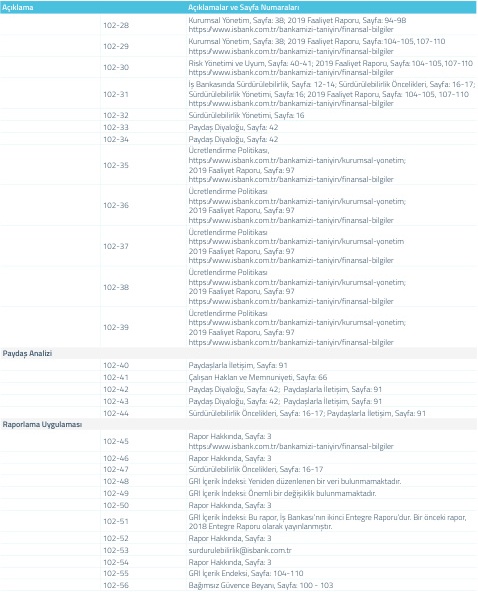 Açıklama Açıklamalar ve Sayfa Numaraları
102-28 Kurumsal Yönetim, Sayfa: 38; 2019 Faaliyet Raporu, Sayfa: 94-98
https://www.isbank.com.tr/bankamizi-taniyin/finansal-bilgiler
102-29 Kurumsal Yönetim, Sayfa: 38; 2019 Faaliyet Raporu, Sayfa:104-105,107-110
https://www.isbank.com.tr/bankamizi-taniyin/finansal-bilgiler
102-30 Risk Yönetimi ve Uyum, Sayfa: 40-41; 2019 Faaliyet Raporu, Sayfa:104-105,107-110
https://www.isbank.com.tr/bankamizi-taniyin/finansal-bilgiler
102-31 İş Bankasında Sürdürülebilirlik, Sayfa: 12-14; Sürdürülebilirlik Öncelikleri, Sayfa: 16-17;
Sürdürülebilirlik Yönetimi, Sayfa:16; 2019 Faaliyet Raporu, Sayfa: 104-105, 107-110
https://www.isbank.com.tr/bankamizi-taniyin/finansal-bilgiler
102-32 Sürdürülebilirlik Yönetimi, Sayfa:16
102-33 Paydaş Diyaloğu, Sayfa: 42
102-34 Paydaş Diyaloğu, Sayfa: 42
102-35 Ücretlendirme Politikası,
https://www.isbank.com.tr/bankamizi-taniyin/kurumsal-yonetim;
2019 Faaliyet Raporu, Sayfa: 97
https://www.isbank.com.tr/bankamizi-taniyin/finansal-bilgiler
102-36 Ücretlendirme Politikası
https://www.isbank.com.tr/bankamizi-taniyin/kurumsal-yonetim;
2019 Faaliyet Raporu, Sayfa: 97
https://www.isbank.com.tr/bankamizi-taniyin/finansal-bilgiler
102-37 Ücretlendirme Politikası
https://www.isbank.com.tr/bankamizi-taniyin/kurumsal-yonetim
2019 Faaliyet Raporu, Sayfa: 97
https://www.isbank.com.tr/bankamizi-taniyin/finansal-bilgiler
102-38 Ücretlendirme Politikası
https://www.isbank.com.tr/bankamizi-taniyin/kurumsal-yonetim;
2019 Faaliyet Raporu, Sayfa: 97
https://www.isbank.com.tr/bankamizi-taniyin/finansal-bilgiler
102-39 Ücretlendirme Politikası
https://www.isbank.com.tr/bankamizi-taniyin/kurumsal-yonetim;
2019 Faaliyet Raporu, Sayfa: 97
https://www.isbank.com.tr/bankamizi-taniyin/finansal-bilgiler
Paydaş Analizi
102-40 Paydaşlarla İletişim, Sayfa: 91
102-41 Çalışan Hakları ve Memnuniyeti, Sayfa: 66
102-42 Paydaş Diyaloğu, Sayfa: 42; Paydaşlarla İletişim, Sayfa: 91
102-43 Paydaş Diyaloğu, Sayfa: 42; Paydaşlarla İletişim, Sayfa: 91
102-44 Sürdürülebilirlik Öncelikleri, Sayfa: 16-17; Paydaşlarla İletişim, Sayfa: 91
Raporlama Uygulaması
102-45 Rapor Hakkında, Sayfa: 3
https://www.isbank.com.tr/bankamizi-taniyin/finansal-bilgiler
102-46 Rapor Hakkında, Sayfa: 3
102-47 Sürdürülebilirlik Öncelikleri, Sayfa: 16-17
102-48 GRI İçerik İndeksi: Yeniden düzenlenen bir veri bulunmamaktadır.
102-49 GRI İçerik İndeksi: Önemli bir değişiklik bulunmamaktadır.
102-50 Rapor Hakkında, Sayfa: 3
102-51 GRI İçerik İndeksi: Bu rapor, İş Bankası'nın ikinci Entegre Raporu'dur. Bir önceki rapor,
2018 Entegre Raporu olarak yayınlanmıştır.
102-52 Rapor Hakkında, Sayfa: 3
102-53 surdurulebilirlik@isbank.com.tr
102-54 Rapor Hakkında, Sayfa: 3
102-55 GRI İçerik Endeksi, Sayfa: 104-110
102-56 Bağımsız Güvence Beyanı, Sayfa: 100 - 103